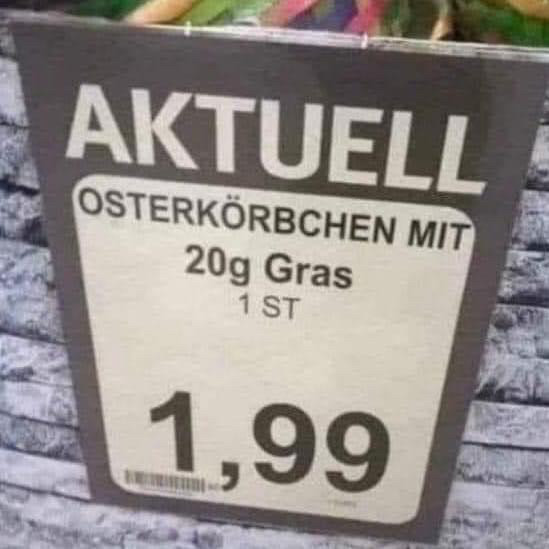 AKTUELL
OSTERKÖRBCHEN MIT
20g Gras
1 ST
1,99